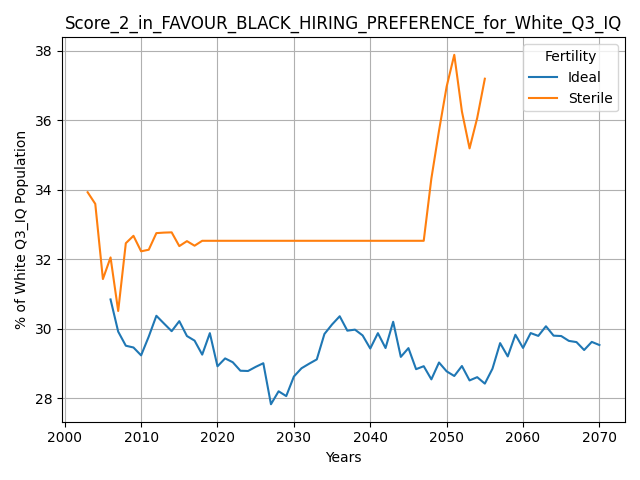 Score_2_in_FAVOUR_BLACK_HIRING_PREFERENCE_for_White_Q3_IQ
Fertility
Ideal
Sterile
% of White Q3_IQ Population
38
36
34
32
30
28
2000
2010
2020
2030
2040
2050
2060
2070
Years